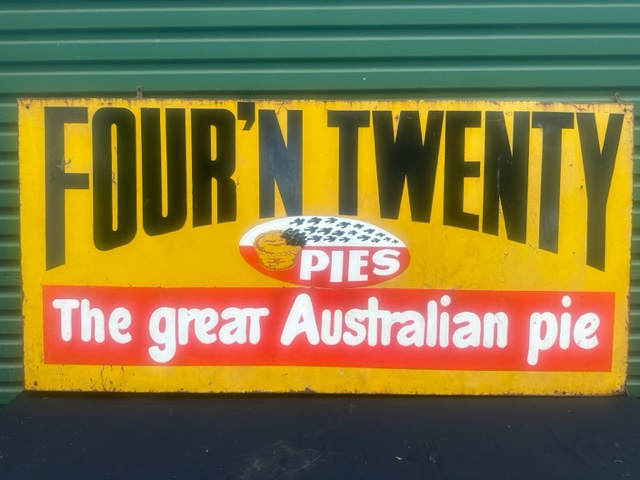 FOUR'N TWENTY
PIES
The great Australian pie